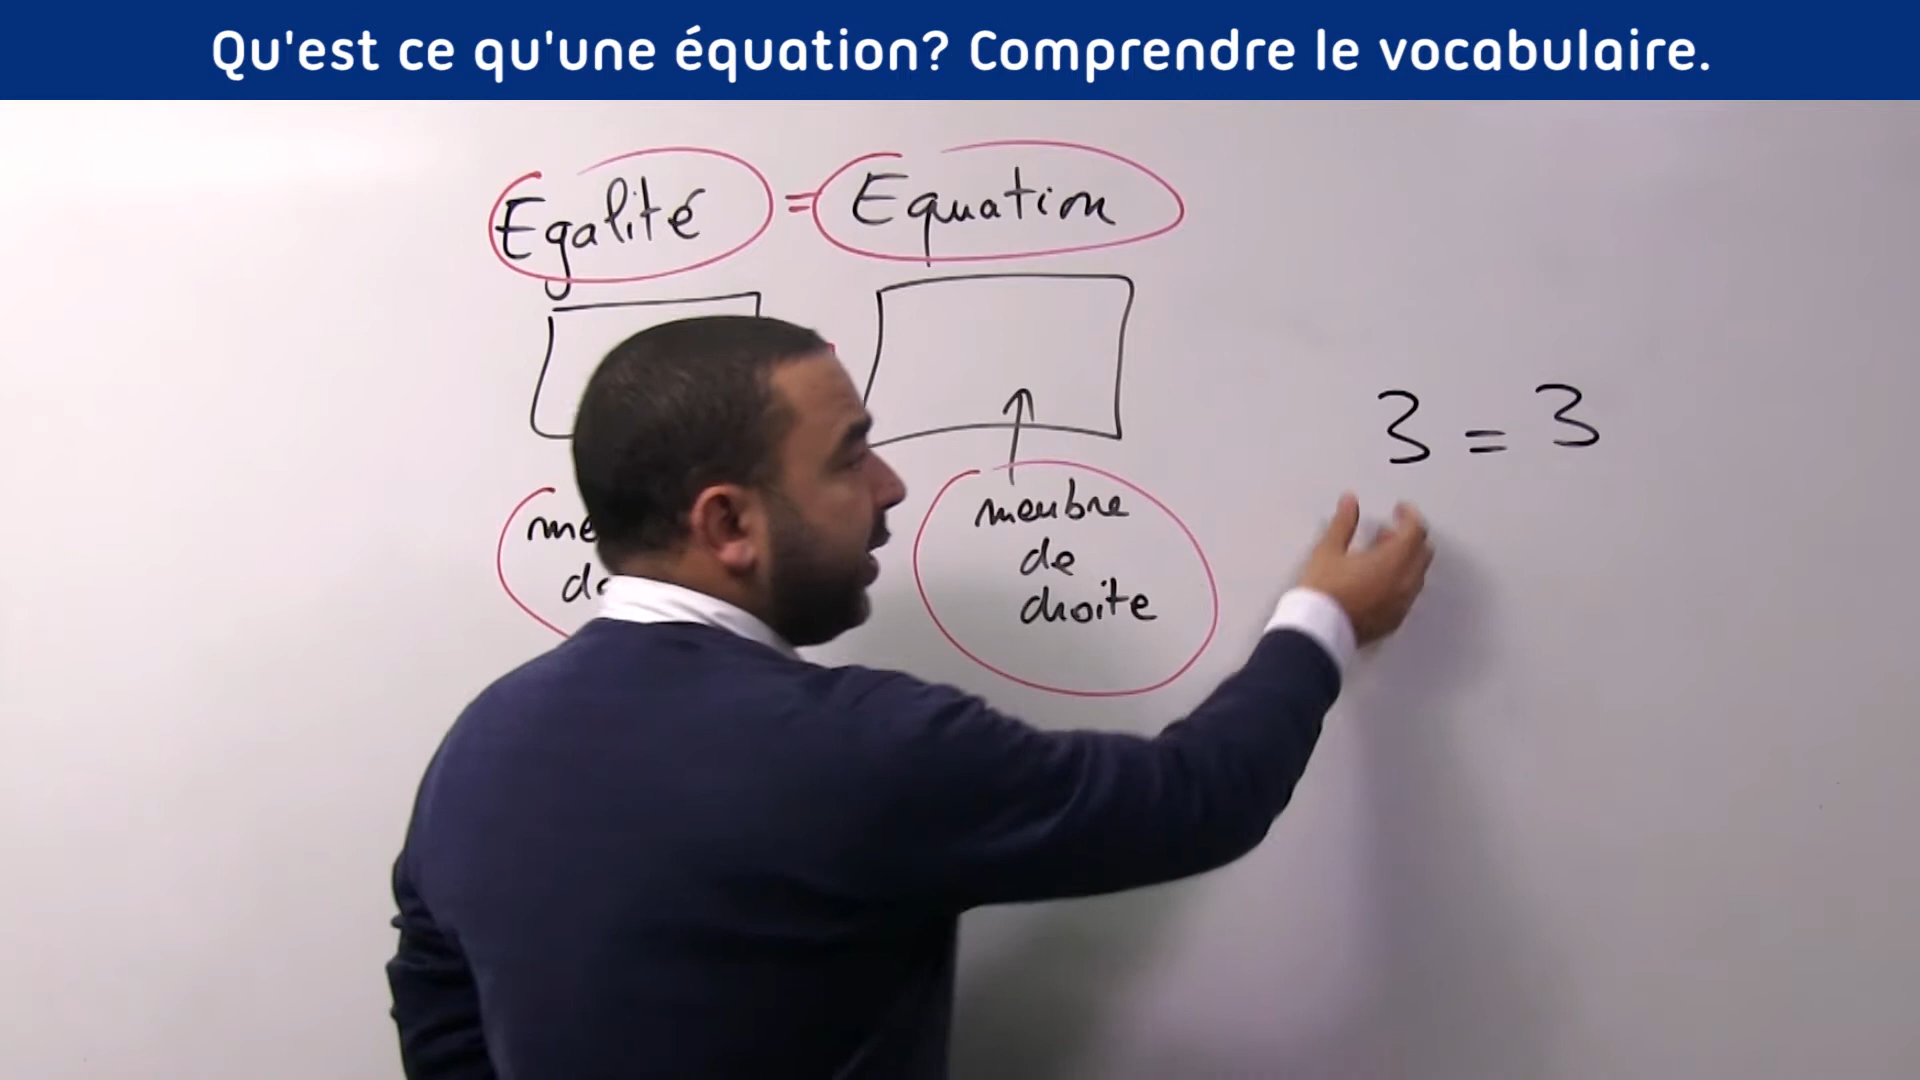 Qu'est ce qu'une équation? Comprendre le vocabulaire.
Egalité = Equation
3 = 3
membre
de
droite